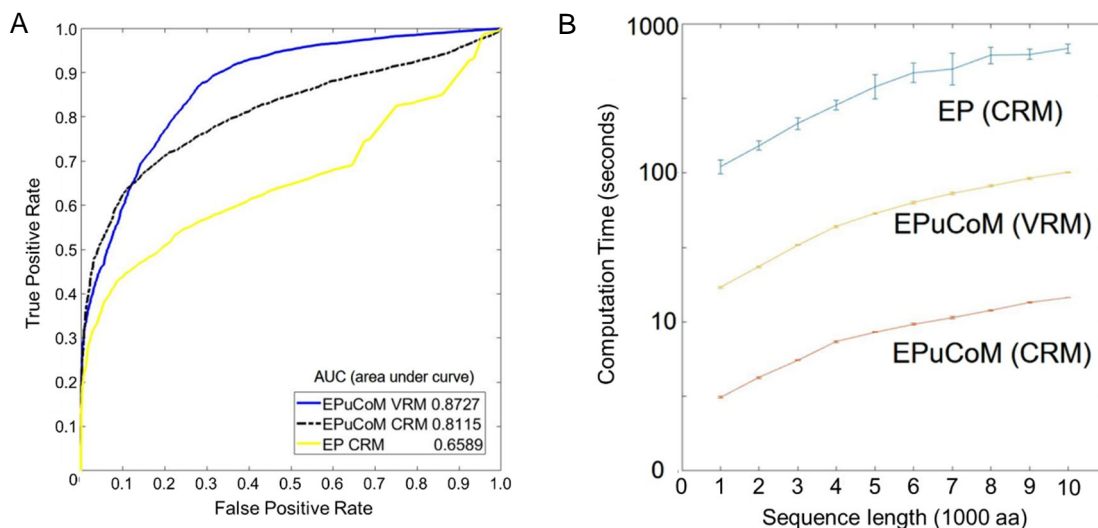 A
1.0
0.9
0.8
0.7
0.6
0.5
0.4
0.3
0.2
0.1
0
True Positive Rate
AUC (area under curve)
EPuCoM VRM 0.8727
EPuCoM CRM 0.8115
EP CRM 0.6589
0.1 0.2 0.3 0.4 0.5 0.6 0.7 0.8 0.9 1.0
False Positive Rate
B
1000
100
10
0
Computation Time (seconds)
EP (CRM)
EPuCoM (VRM)
EPuCoM (CRM)
0 1 2 3 4 5 6 7 8 9 10
Sequence length (1000 aa)